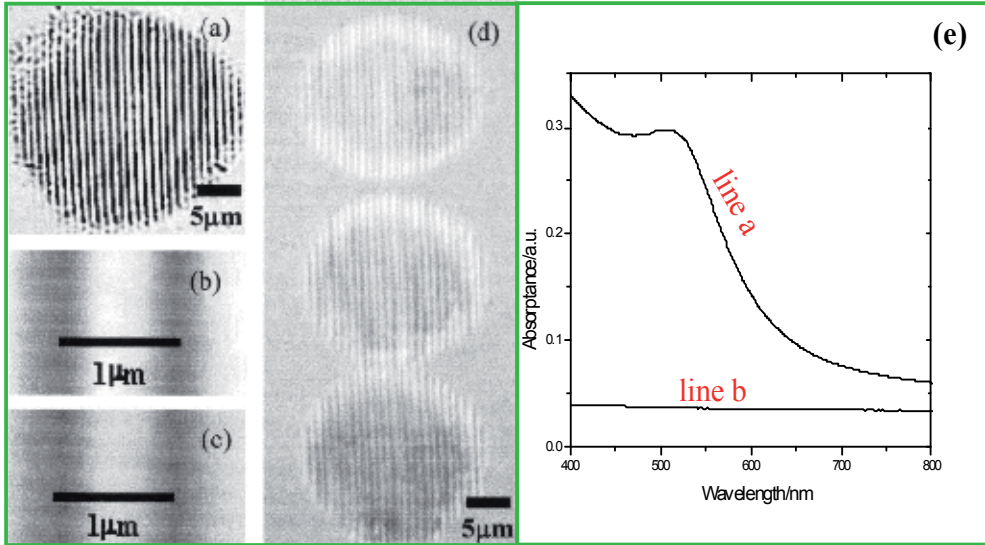 (a)
5μm
(b)
1μm
(c)
1μm
(d)
5μm
(e)
Absorptance/a.u.
0.3
0.2
0.1
0.0
line a
line b
400 500 600 700 800
Wavelength/nm